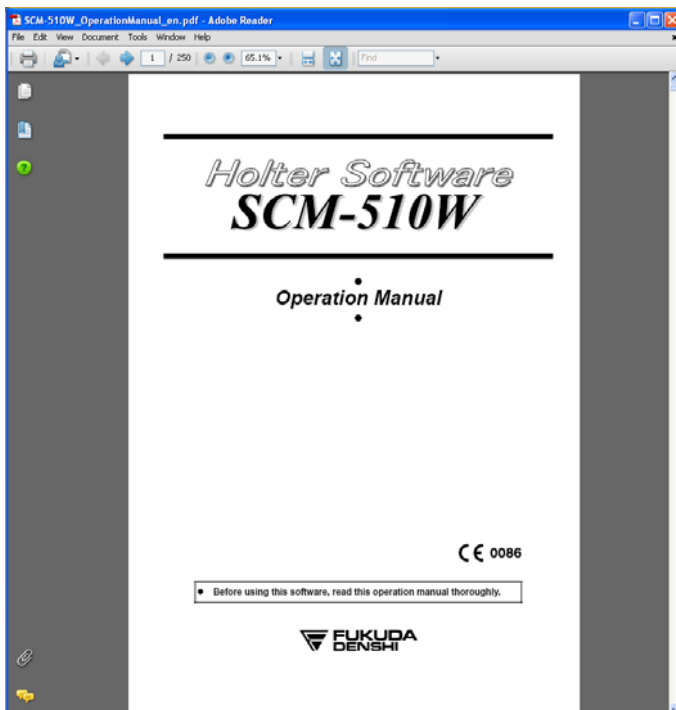 SCM-510W_OperationManual_en.pdf - Adobe Reader
File Edit View Document Tools Window Help
1 / 250 65.1% Find
Holter Software
SCM-510W
Operation Manual
CE 0086
● Before using this software, read this operation manual thoroughly.
FUKUDA
DENSHI